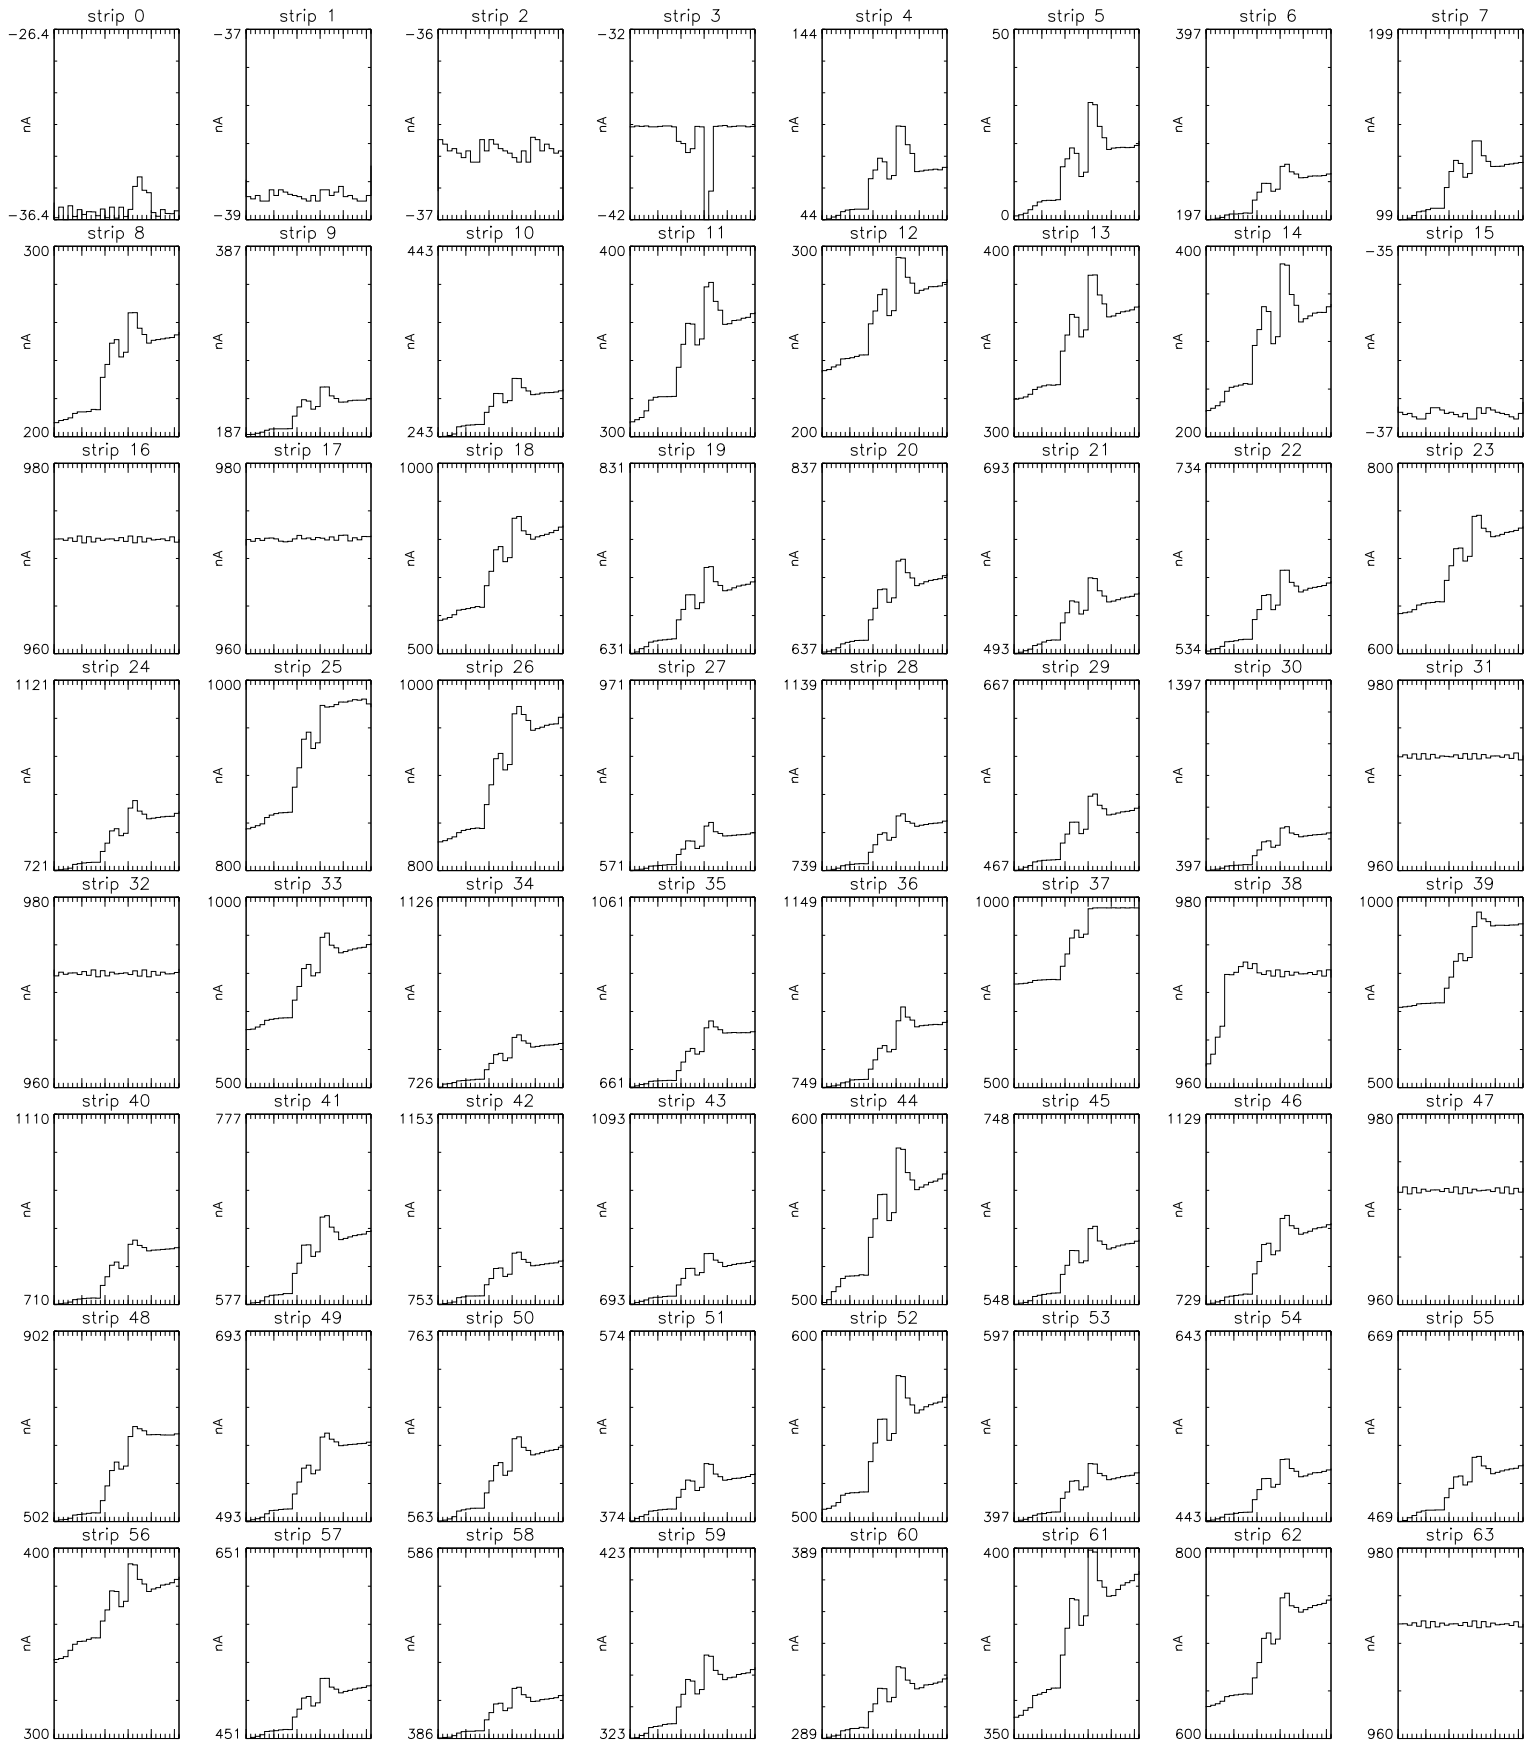 strip 0 strip 1 strip 2 strip 3 strip 4 strip 5 strip 6 strip 7
-26.4 -37 -36 -32 144 50 397 199
nA nA nA nA nA nA nA nA
-36.4 -39 -37 -42 44 0 197 99
strip 8 strip 9 strip 10 strip 11 strip 12 strip 13 strip 14 strip 15
300 387 443 400 300 400 400 -35
nA nA nA nA nA nA nA nA
200 187 243 300 200 300 200 -37
strip 16 strip 17 strip 18 strip 19 strip 20 strip 21 strip 22 strip 23
980 980 1000 831 837 693 734 800
nA nA nA nA nA nA nA nA
960 960 500 631 637 493 534 600
strip 24 strip 25 strip 26 strip 27 strip 28 strip 29 strip 30 strip 31
1121 1000 1000 971 1139 667 1397 980
nA nA nA nA nA nA nA nA
721 800 800 571 739 467 397 960
strip 32 strip 33 strip 34 strip 35 strip 36 strip 37 strip 38 strip 39
980 1000 1126 1061 1149 1000 980 1000
nA nA nA nA nA nA nA nA
960 500 726 661 749 500 960 500
strip 40 strip 41 strip 42 strip 43 strip 44 strip 45 strip 46 strip 47
1110 777 1153 1093 600 748 1129 980
nA nA nA nA nA nA nA nA
710 577 753 693 500 548 729 960
strip 48 strip 49 strip 50 strip 51 strip 52 strip 53 strip 54 strip 55
902 693 763 574 600 597 643 669
nA nA nA nA nA nA nA nA
502 493 563 374 500 397 443 469
strip 56 strip 57 strip 58 strip 59 strip 60 strip 61 strip 62 strip 63
400 651 586 423 389 400 800 980
nA nA nA nA nA nA nA nA
300 451 386 323 289 350 600 960